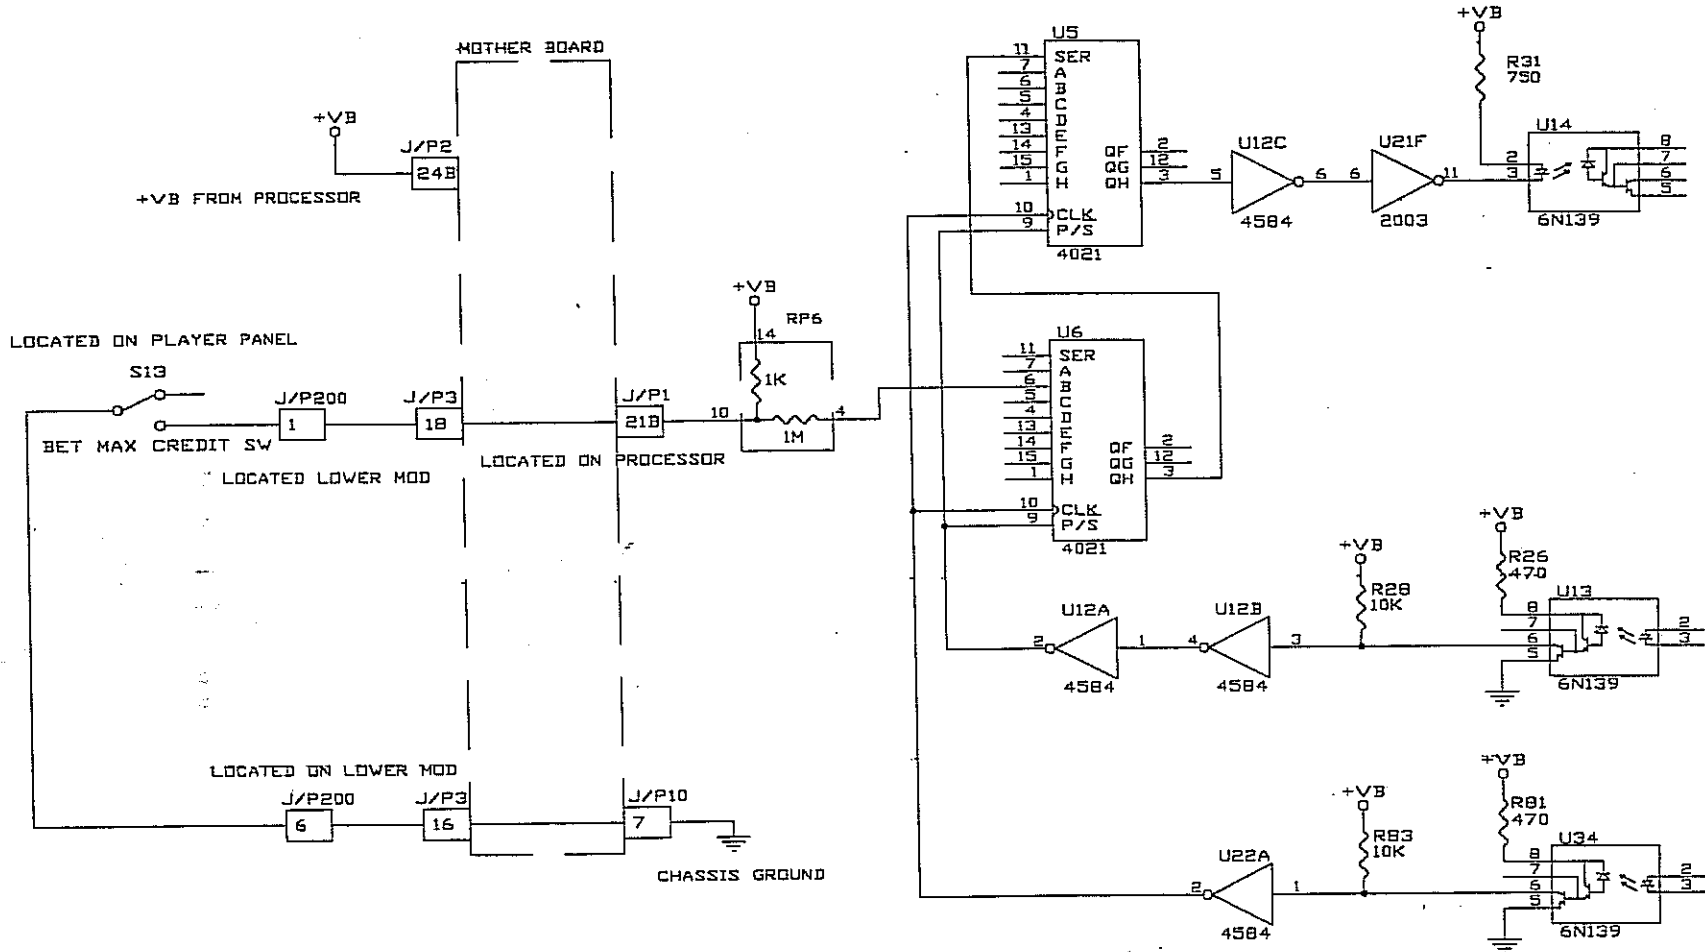 MOTHER BOARD
+VB
J/P2
24B
+VB FROM PROCESSOR
LOCATED ON PLAYER PANEL
S13
J/P200
1
J/P3
18
J/P1
21B
BET MAX CREDIT SW
LOCATED LOWER MOD
LOCATED ON PROCESSOR
+VB
RP6
14
1K
10
4
1M
LOCATED ON LOWER MOD
J/P200
6
J/P3
16
J/P10
7
CHASSIS GROUND
U5
11 SER
7 A
6 B
5 C
4 D
13 E
14 F
15 G
1 H
QF 2
QG 12
QH 3
10 CLK
9 P/S
4021
U12C
5
6
4584
U21F
6
11
2003
+VB
R31
750
U14
2
3
8
7
6
5
6N139
U6
11 SER
7 A
6 B
5 C
4 D
13 E
14 F
15 G
1 H
QF 2
QG 12
QH 3
10 CLK
9 P/S
4021
U12A
2
1
4584
U12B
4
3
4584
+VB
R28
10K
+VB
R26
470
U13
8
7
6
5
2
3
6N139
U22A
2
1
4584
+VB
R83
10K
+VB
R81
470
U34
8
7
6
5
2
3
6N139